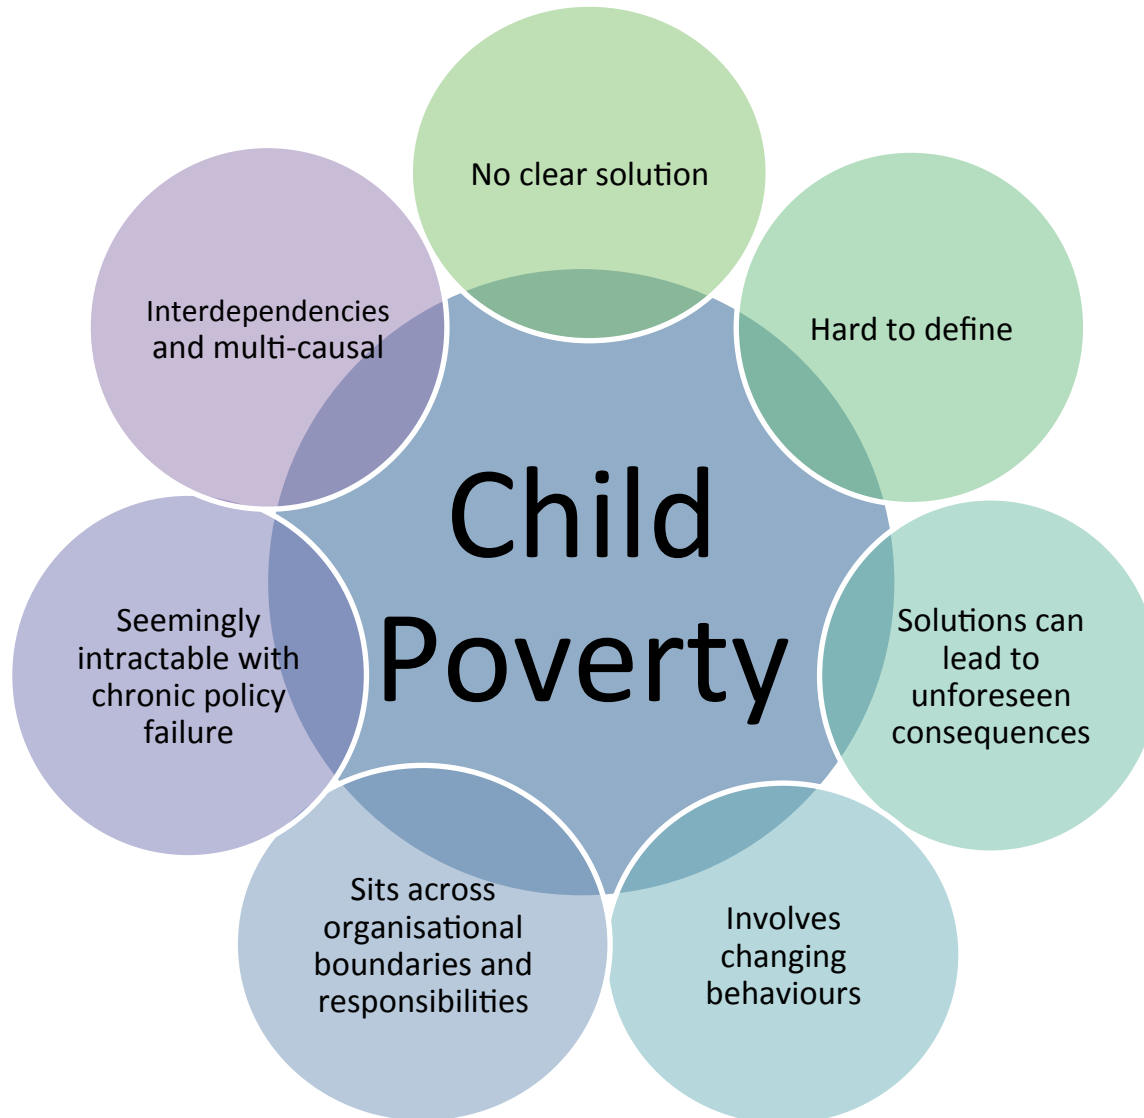 No clear solution
Hard to define
Solutions can
lead to
unforeseen
consequences
Involves
changing
behaviours
Sits across
organisational
boundaries and
responsibilities
Seemingly
intractable with
chronic policy
failure
Interdependencies
and multi-causal
Child
Poverty